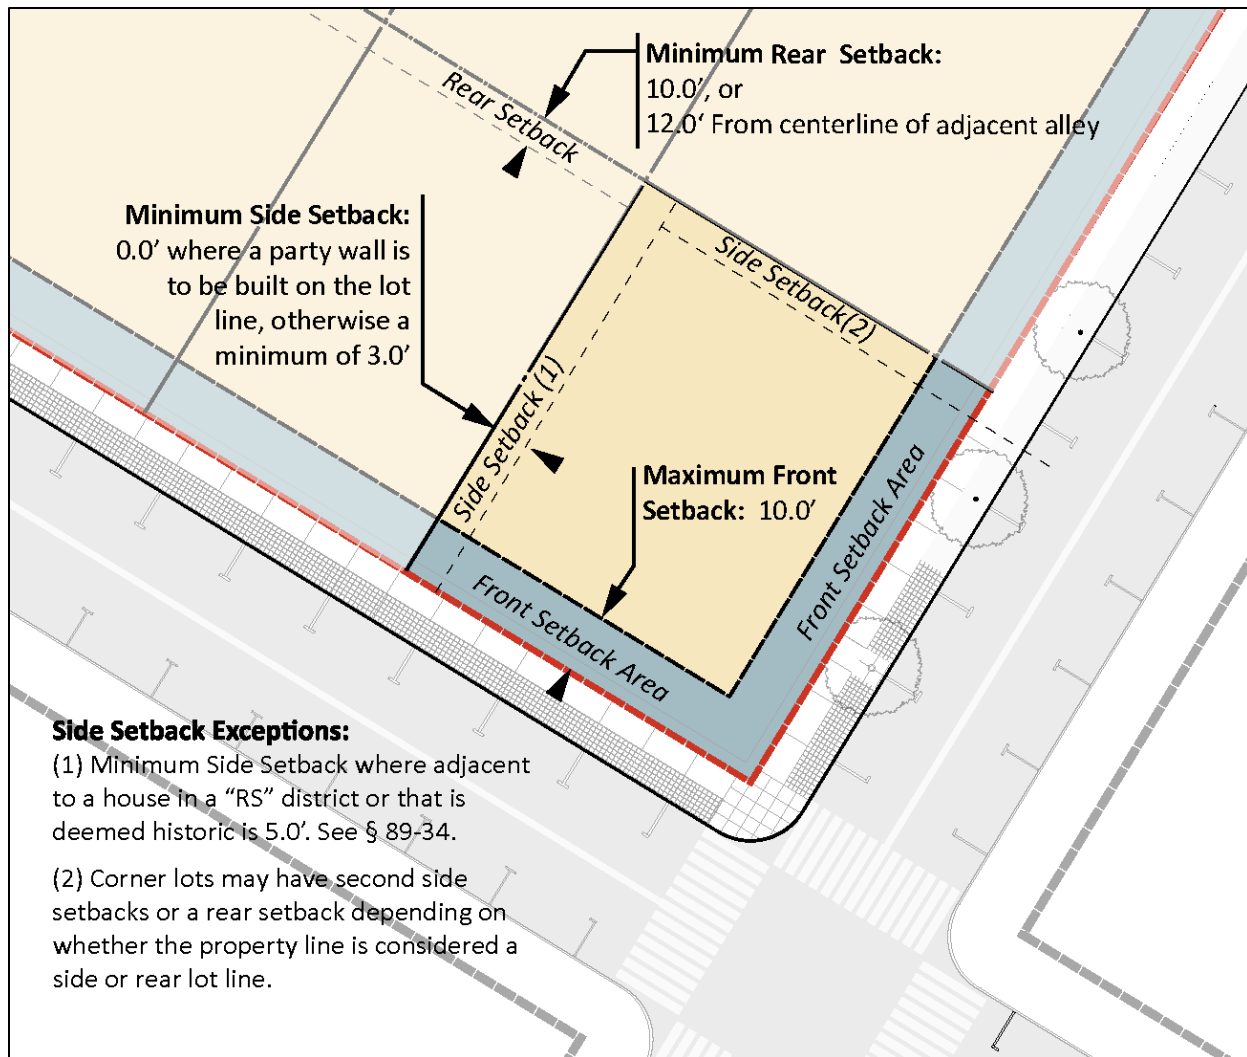 Minimum Rear Setback:
10.0’, or
12.0‘ From centerline of adjacent alley
Rear Setback
Minimum Side Setback:
0.0’ where a party wall is
to be built on the lot
line, otherwise a
minimum of 3.0’
Side Setback(2)
Side Setback (1)
Maximum Front
Setback: 10.0’
Front Setback Area
Front Setback Area
Side Setback Exceptions:
(1) Minimum Side Setback where adjacent
to a house in a “RS” district or that is
deemed historic is 5.0’. See § 89-34.
(2) Corner lots may have second side
setbacks or a rear setback depending on
whether the property line is considered a
side or rear lot line.